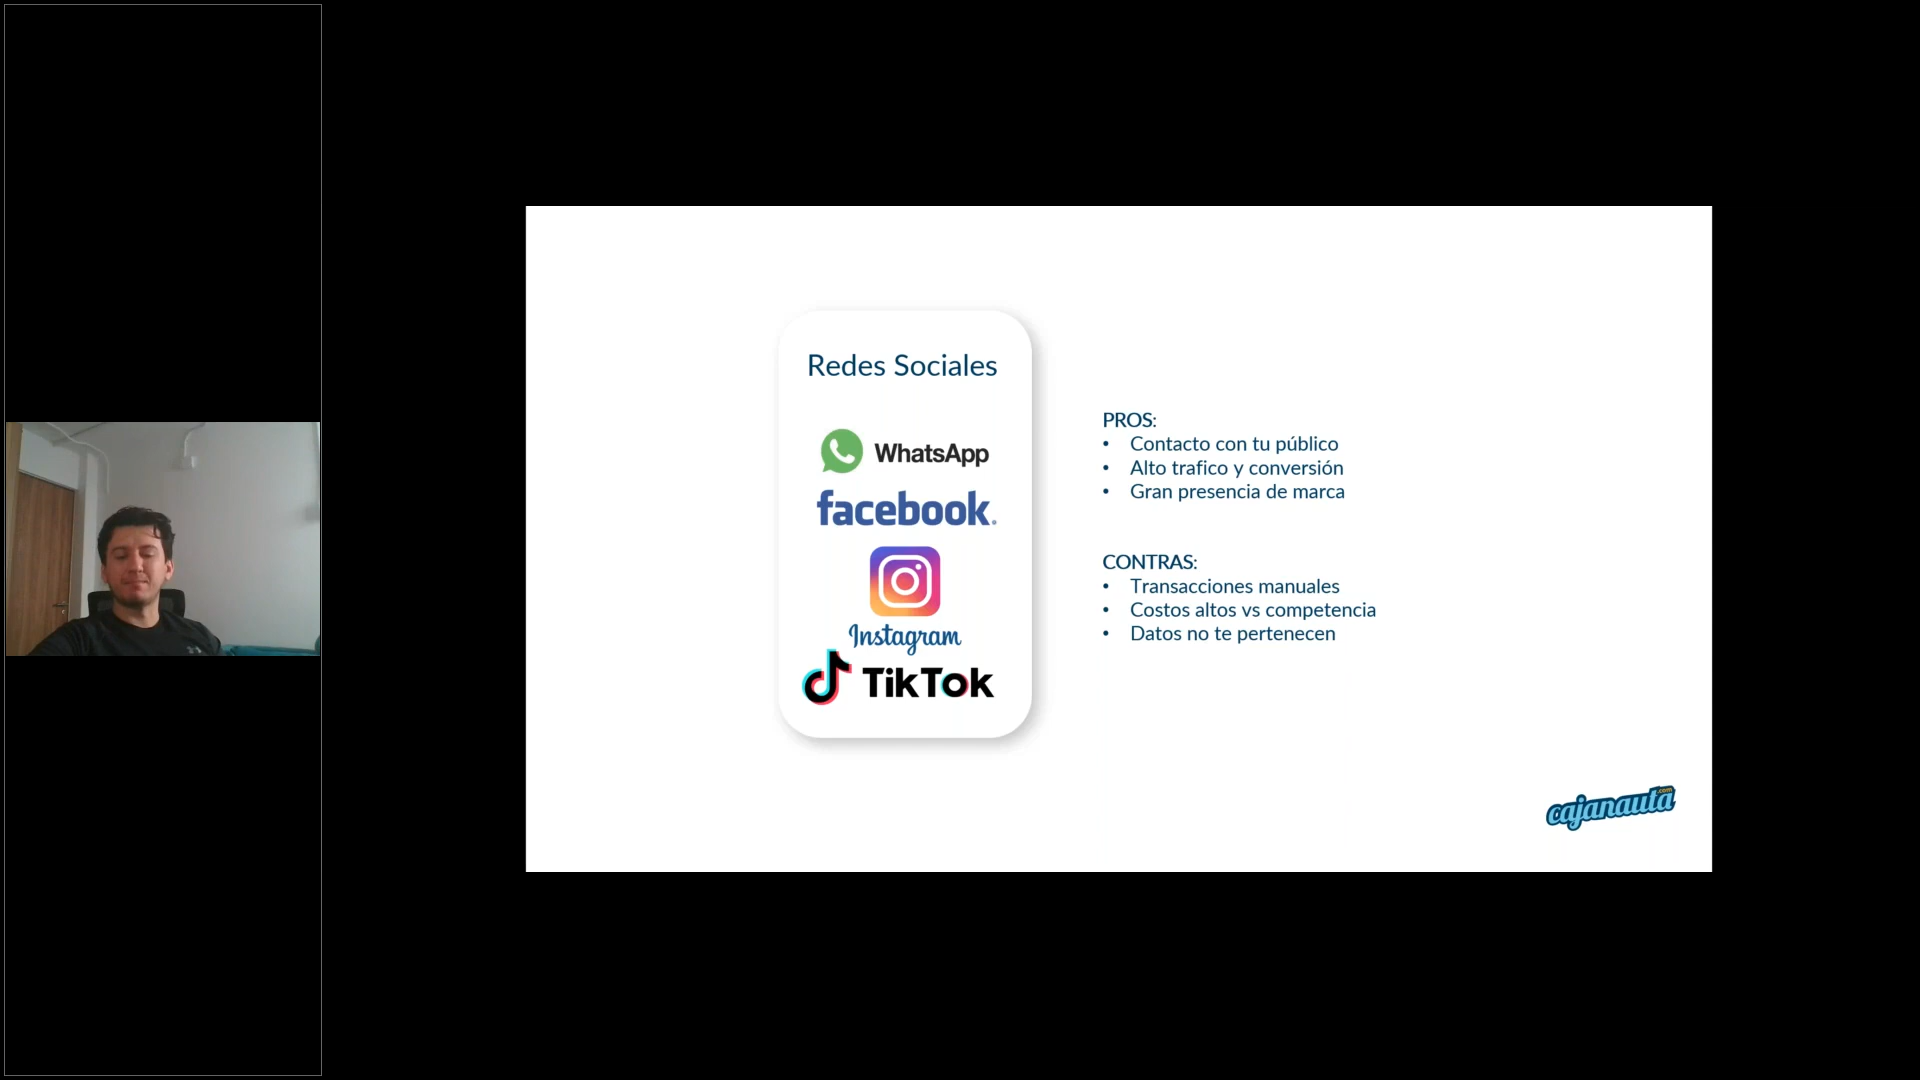 Redes Sociales
WhatsApp
facebook.
Instagram
TikTok
PROS:
• Contacto con tu público
• Alto trafico y conversión
• Gran presencia de marca
CONTRAS:
• Transacciones manuales
• Costos altos vs competencia
• Datos no te pertenecen
cajanauta.com